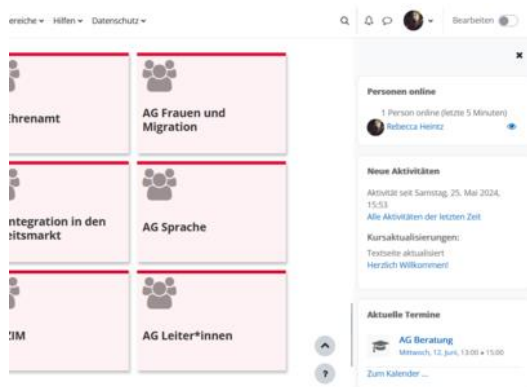 ereiche Hilfen Datenschutz Bearbeiten
Ehrenamt
AG Frauen und
Migration
ntegration in den
eitsmarkt
AG Sprache
ZIM
AG Leiter*innen
?
Personen online
1 Person online (letzte 5 Minuten)
Rebecca Heintz
Neue Aktivitäten
Aktivität seit Samstag, 25. Mai 2024,
15:53
Alle Aktivitäten der letzten Zeit
Kursaktualisierungen:
Textseite aktualisiert
Herzlich Willkommen!
Aktuelle Termine
AG Beratung
Mittwoch, 12. Juni, 13:00 » 15:00
Zum Kalender ...